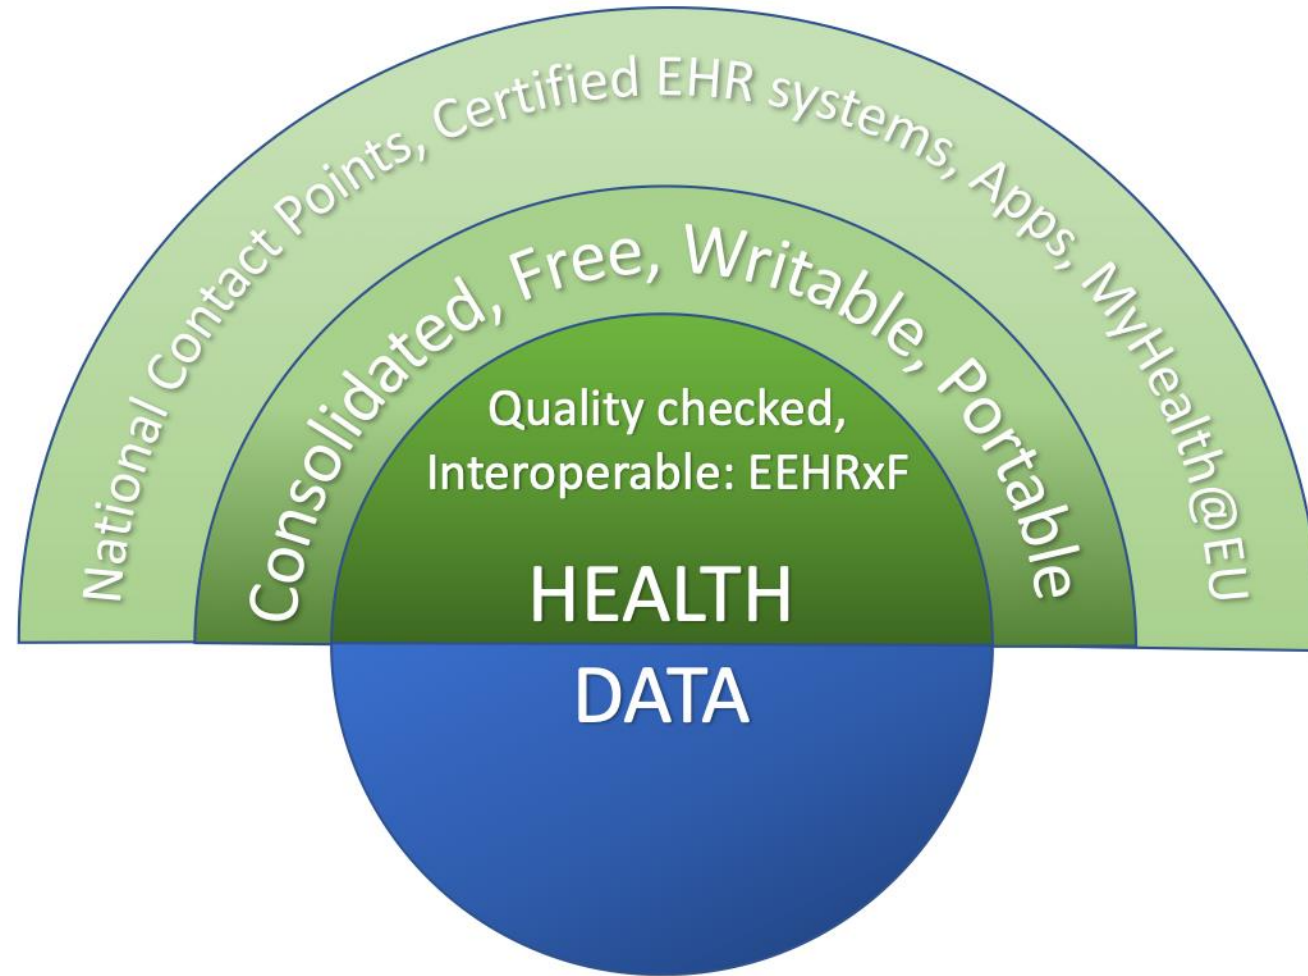 National Contact Points, Certified EHR systems, Apps, MyHealth@EU
Consolidated, Free, Writable, Portable
Quality checked,
Interoperable: EEHRxF
HEALTH
DATA